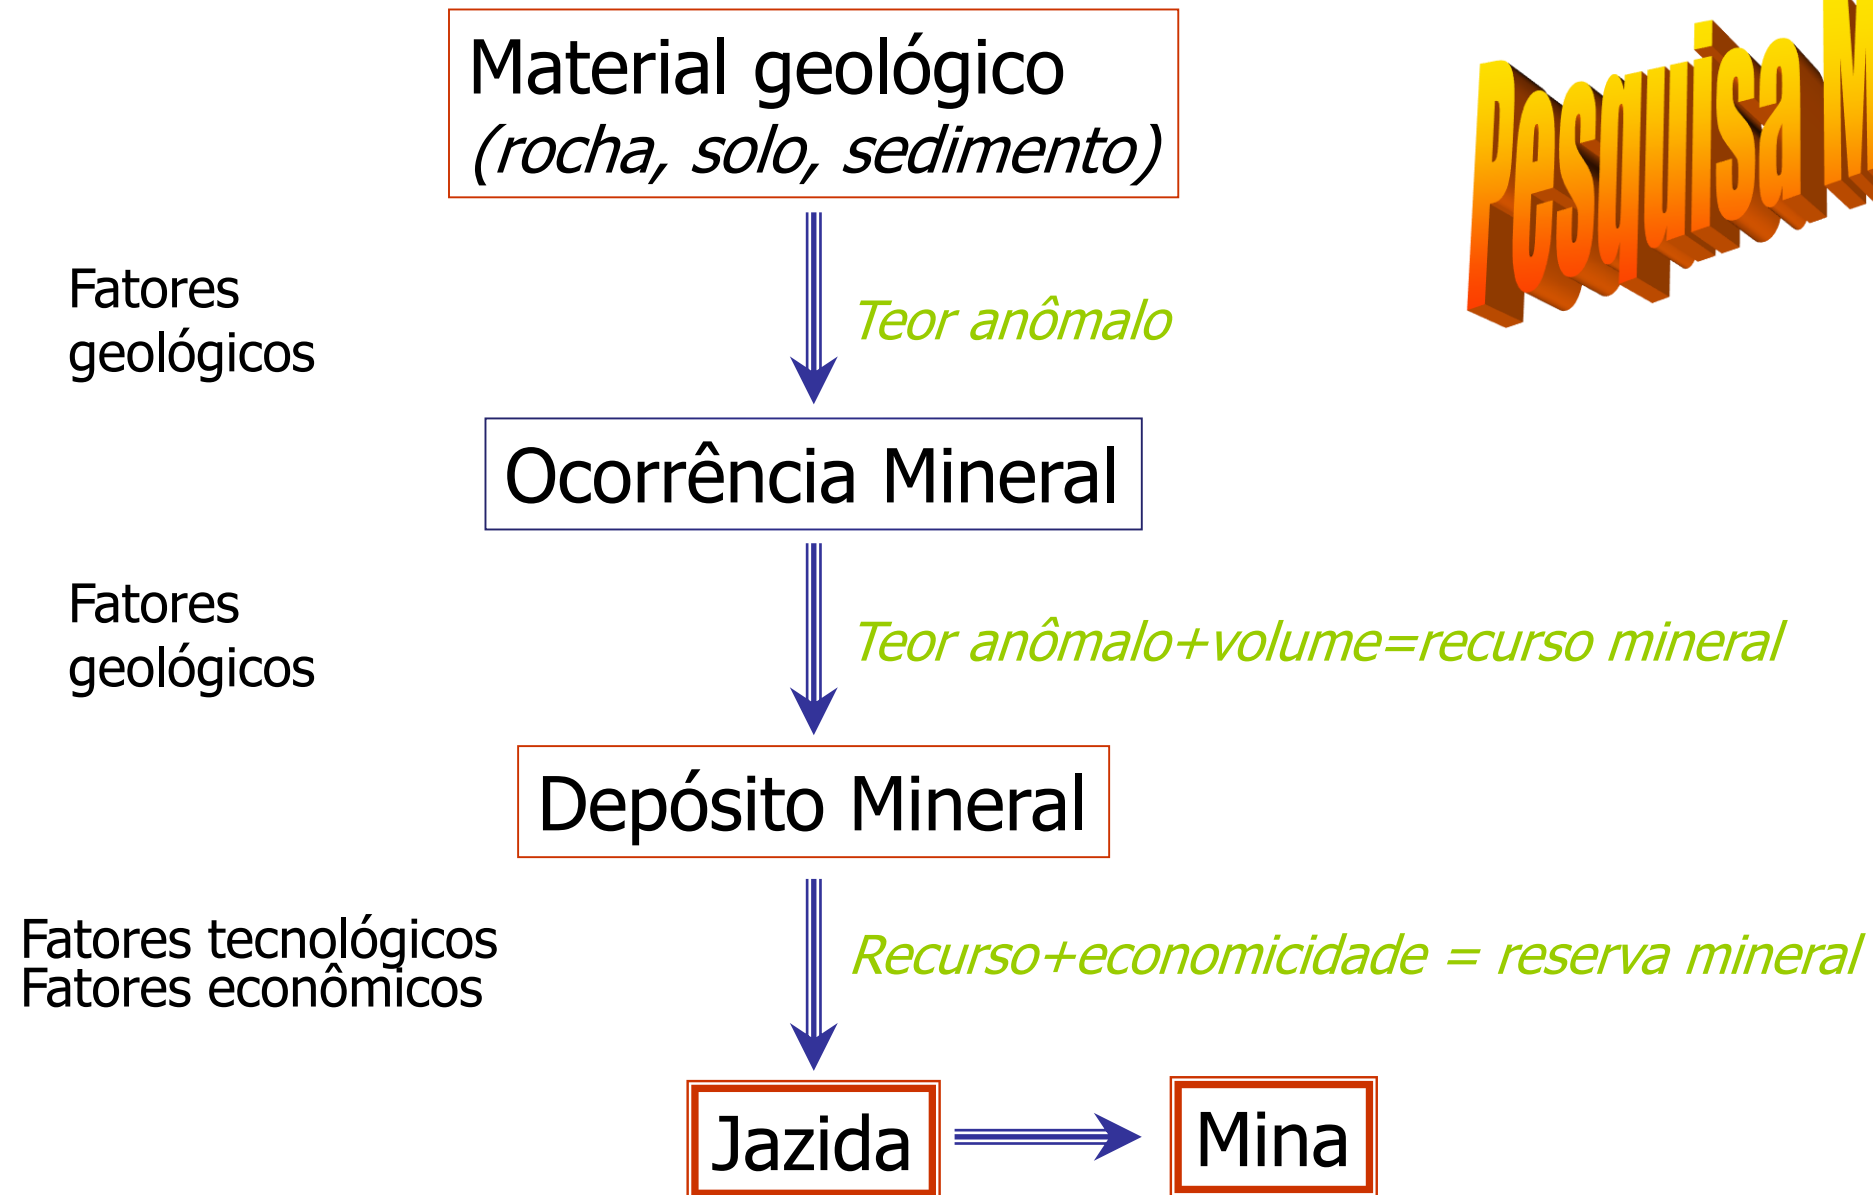 Material geológico
(rocha, solo, sedimento)
Pesquisa M
Fatores
geológicos
Teor anômalo
Ocorrência Mineral
Fatores
geológicos
Teor anômalo+volume=recurso mineral
Depósito Mineral
Fatores tecnológicos
Fatores econômicos
Recurso+economicidade = reserva mineral
Jazida
Mina